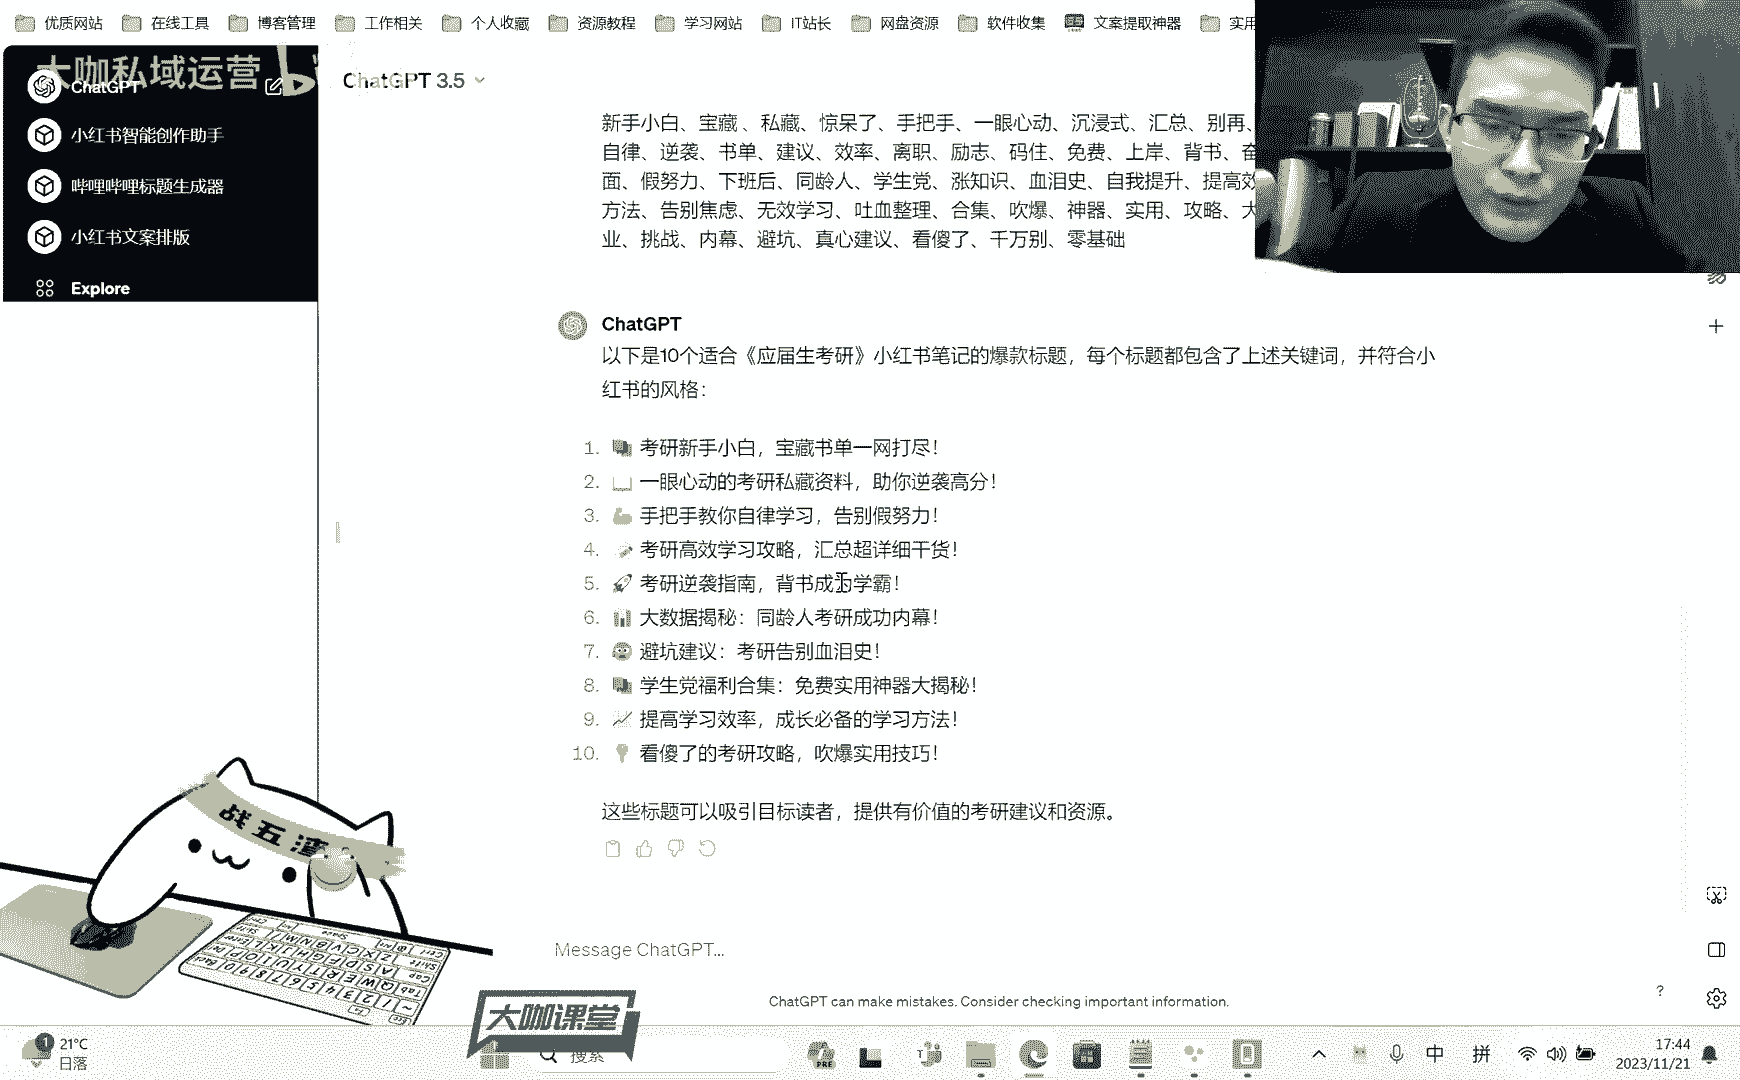 优质网站 在线工具 博客管理 工作相关 个人收藏 资源教程 学习网站 IT站长 网盘资源 软件收集 文案提取神器 实用
大咖私域运营
ChatGPT
小红书智能创作助手
哔哩哔哩标题生成器
小红书文案排版
Explore
ChatGPT 3.5
新手小白、宝藏、私藏、惊呆了、手把手、一眼心动、沉浸式、汇总、别再、
自律、逆袭、书单、建议、效率、离职、励志、码住、免费、上岸、背书、奋
面、假努力、下班后、同龄人、学生党、涨知识、血泪史、自我提升、提高效
方法、告别焦虑、无效学习、吐血整理、合集、吹爆、神器、实用、攻略、大
业、挑战、内幕、避坑、真心建议、看傻了、千万别、零基础
ChatGPT
以下是10个适合《应届生考研》小红书笔记的爆款标题，每个标题都包含了上述关键词，并符合小
红书的风格：
1. 考研新手小白，宝藏书单一网打尽！
2. 一眼心动的考研私藏资料，助你逆袭高分！
3. 手把手教你自律学习，告别假努力！
4. 考研高效学习攻略，汇总超详细干货！
5. 考研逆袭指南，背书成为学霸！
6. 大数据揭秘：同龄人考研成功内幕！
7. 避坑建议：考研告别血泪史！
8. 学生党福利合集：免费实用神器大揭秘！
9. 提高学习效率，成长必备的学习方法！
10. 看傻了的考研攻略，吹爆实用技巧！
这些标题可以吸引目标读者，提供有价值的考研建议和资源。
Message ChatGPT...
ChatGPT can make mistakes. Consider checking important information.
?
战五渣
大咖课堂
21°C
日落
搜索
PRE
中 拼
17:44
2023/11/21